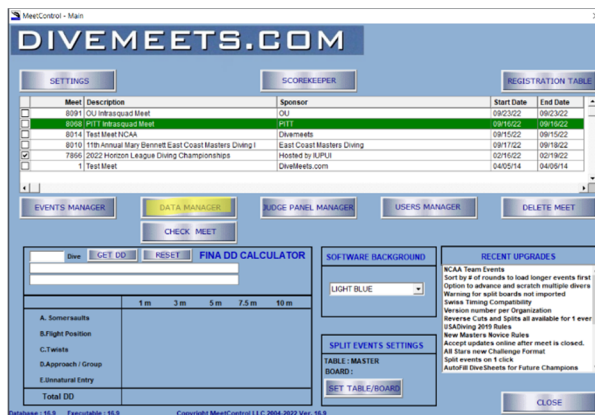 MeetControl - Main
DIVEMEETS.COM
SETTINGS
SCOREKEEPER
REGISTRATION TABLE
Meet Description Sponsor Start Date End Date
8091 OU Intrasquad Meet OU 09/23/22 09/23/22
8068 PITT Intrasquad Meet PITT 09/16/22 09/16/22
8014 Test Meet NCAA Divemeets 09/15/22 09/15/22
8010 11th Annual Mary Bennett East Coast Masters Diving I East Coast Masters Diving 09/17/22 09/18/22
7866 2022 Horizon League Diving Championships Hosted by IUPUI 02/16/22 02/19/22
1 Test Meet DiveMeets.com 04/05/14 04/06/14
EVENTS MANAGER
DATA MANAGER
JUDGE PANEL MANAGER
USERS MANAGER
DELETE MEET
CHECK MEET
Dive GET DD RESET FINA DD CALCULATOR
1 m 3 m 5 m 7.5 m 10 m
A. Somersaults
B.Flight Position
C.Twists
D.Approach / Group
E.Unnatural Entry
Total DD
SOFTWARE BACKGROUND
LIGHT BLUE
SPLIT EVENTS SETTINGS
TABLE : MASTER
BOARD :
SET TABLE/BOARD
RECENT UPGRADES
NCAA Team Events
Sort by # of rounds to load longer events first
Option to advance and scratch multiple divers
Warning for split boards not imported
Swiss Timing Compatibility
Version number per Organization
Reverse Cuts and Splits all available for 1 ever
USADiving 2019 Rules
New Masters Novice Rules
Accept updates online after meet is closed.
All Stars new Challenge Format
Split events on 1 click
AutoFill DiveSheets for Future Champions
CLOSE
Database : 16.9 Executable : 16.9 Copyright MeetControl LLC 2004-2022 Ver. 16.9